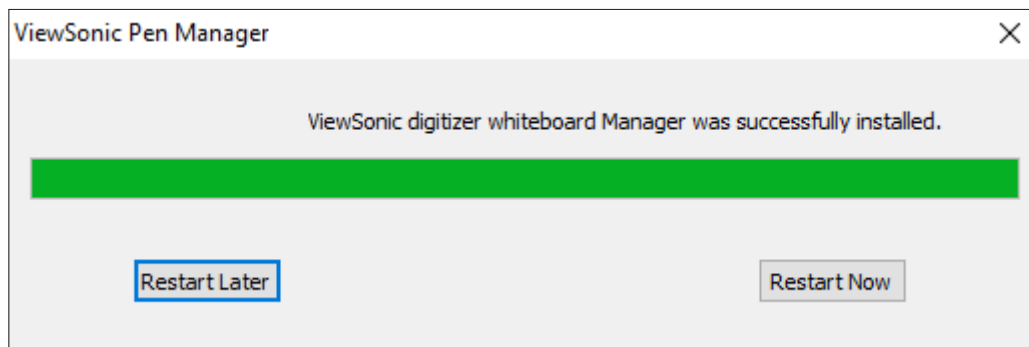 ViewSonic Pen Manager
ViewSonic digitizer whiteboard Manager was successfully installed.
Restart Later
Restart Now